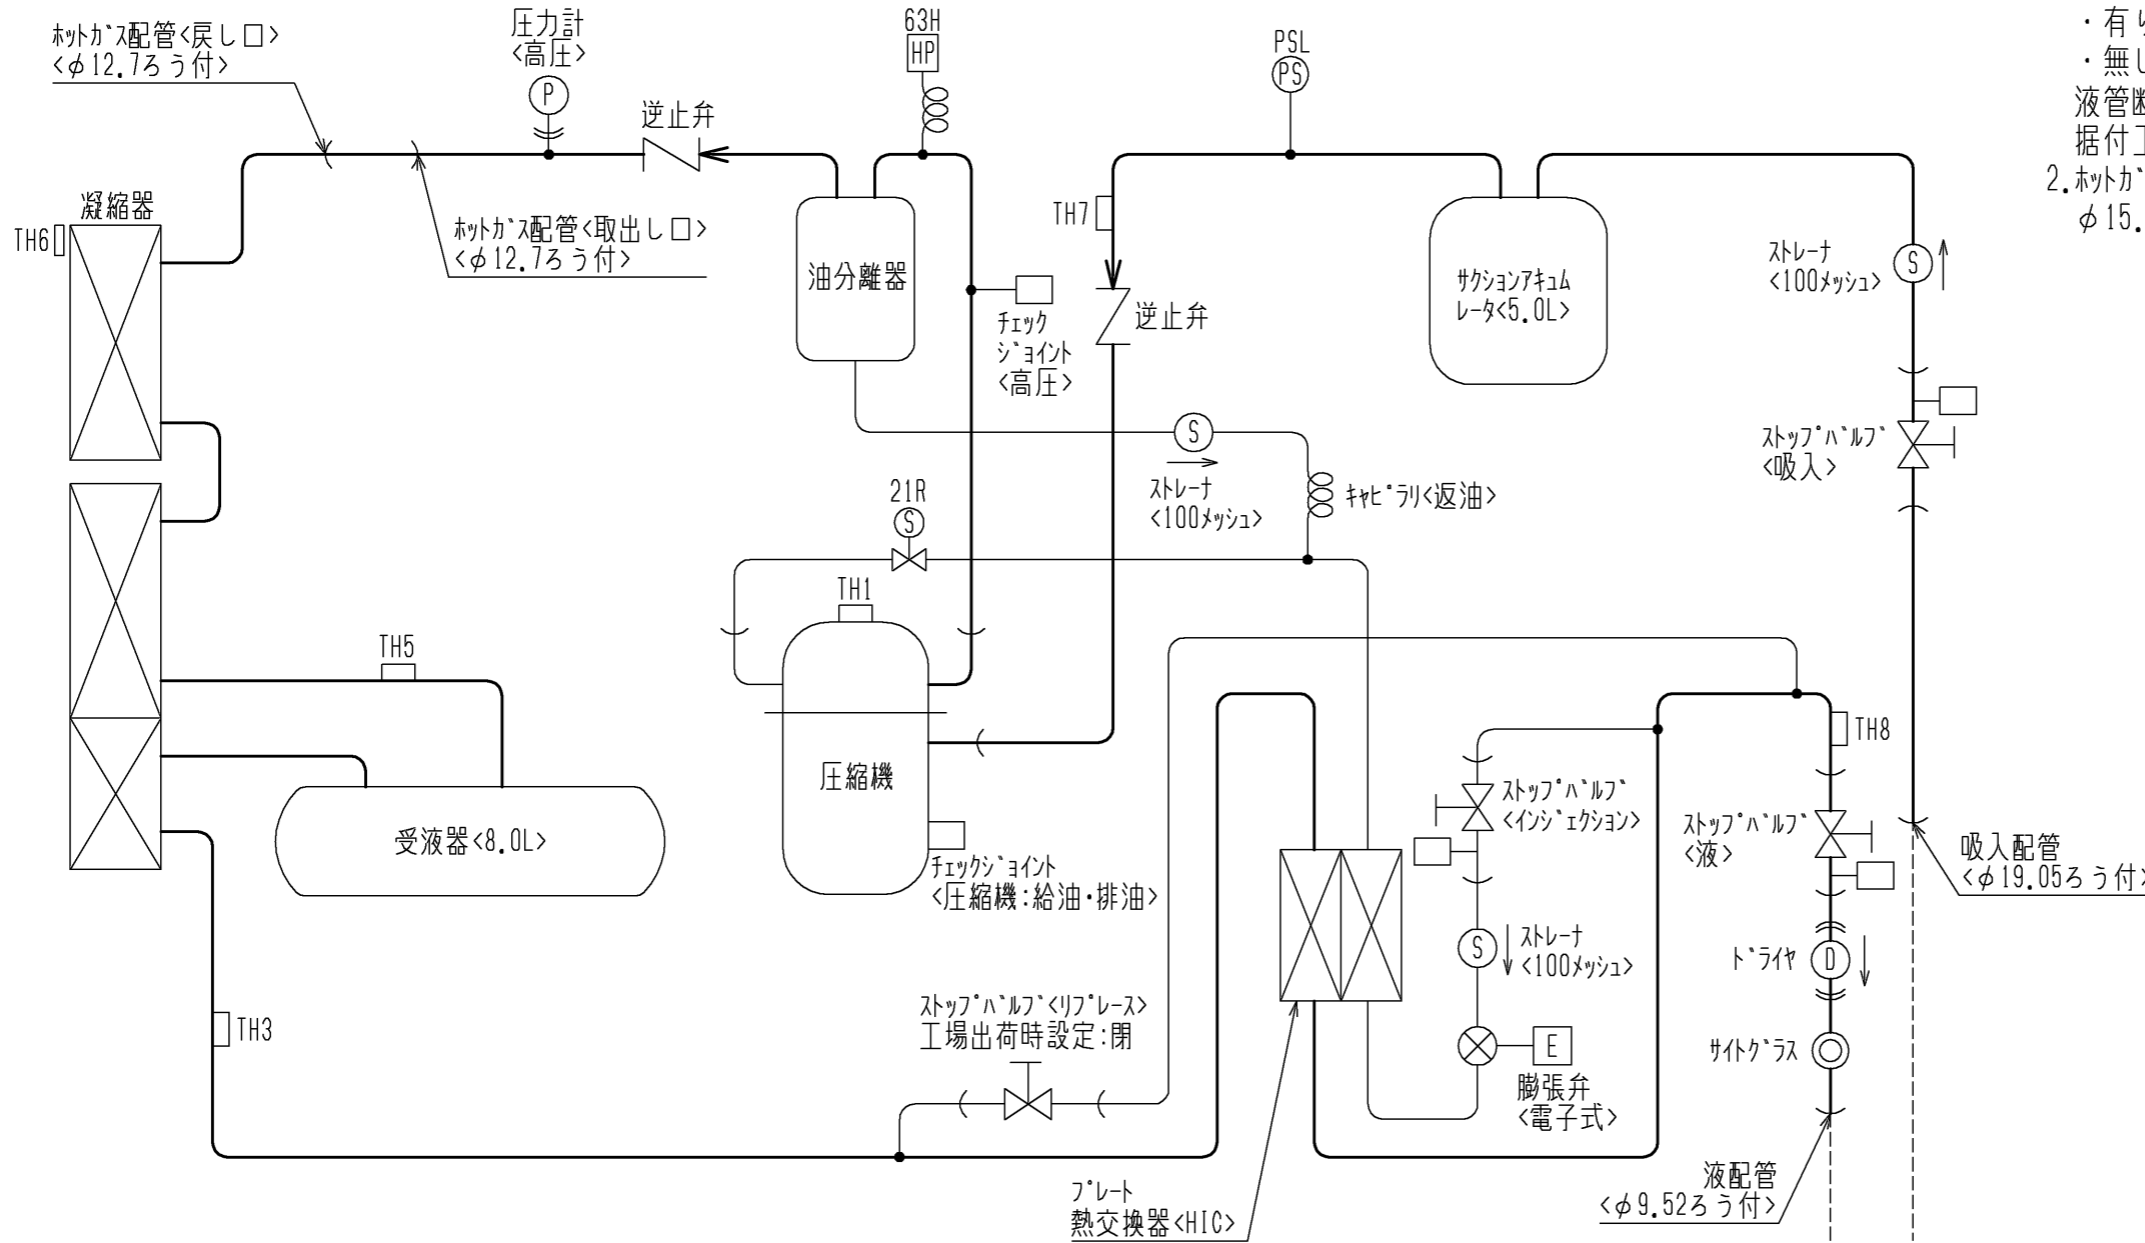 ホットガス配管<戻し口>
<φ12.7ろう付>
圧力計
<高圧>
P
逆止弁
63H
HP
PSL
PS
・有
・無し
液管
据付
2.ホットガ
φ15.
凝縮器
TH6
ホットガス配管<取出し口>
<φ12.7ろう付>
油分離器
チェック
ジョイント
<高圧>
TH7
逆止弁
サクションアキュム
レータ<5.0L>
ストレーナ
<100メッシュ>
S
ストップバルブ
<吸入>
S
ストレーナ
<100メッシュ>
キャピラリ<返油>
21R
S
TH1
TH5
圧縮機
受液器<8.0L>
チェックジョイント
<圧縮機:給油・排油>
ストップバルブ
<インジェクション>
ストップバルブ
<液>
TH8
吸入配管
<φ19.05ろう付>
S
ストレーナ
<100メッシュ>
ドライヤ
D
TH3
ストップバルブ<リプレース>
工場出荷時設定:閉
E
膨張弁
<電子式>
サイトグラス
プレート
熱交換器<HIC>
液配管
<φ9.52ろう付>